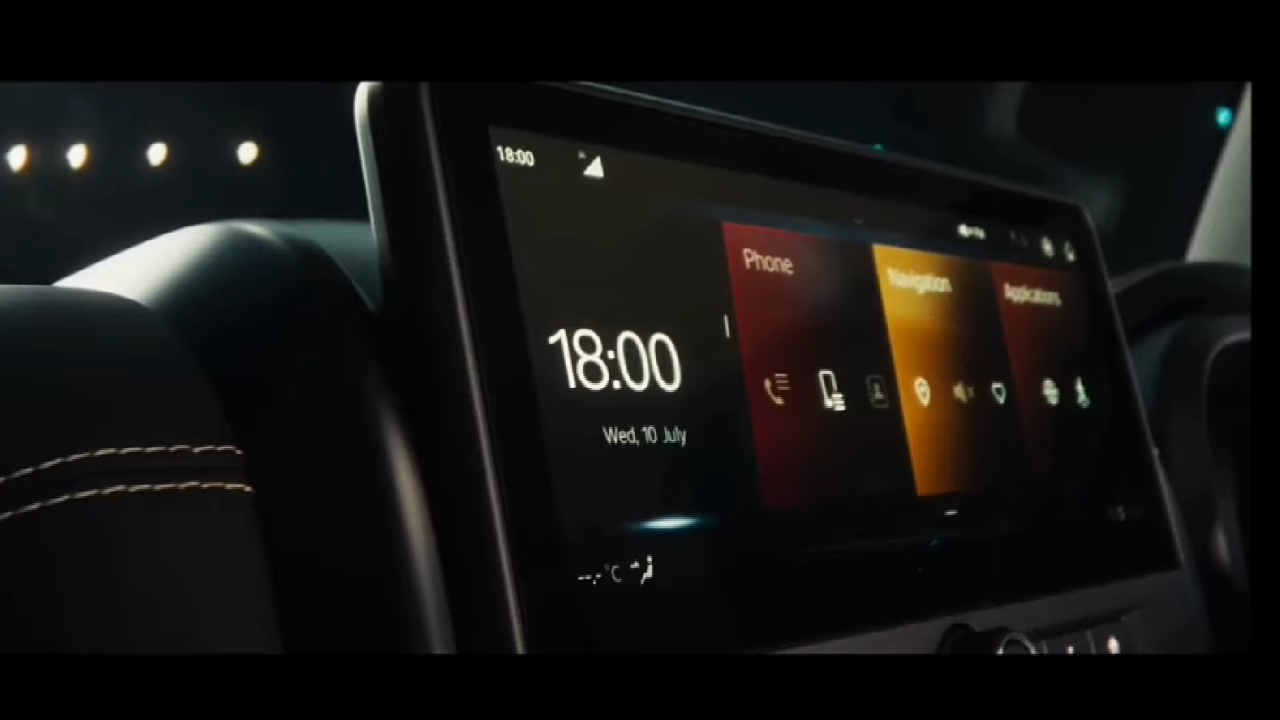 18:00
Phone
Navigation
Applications
18:00
Wed, 10 July
--.-°C